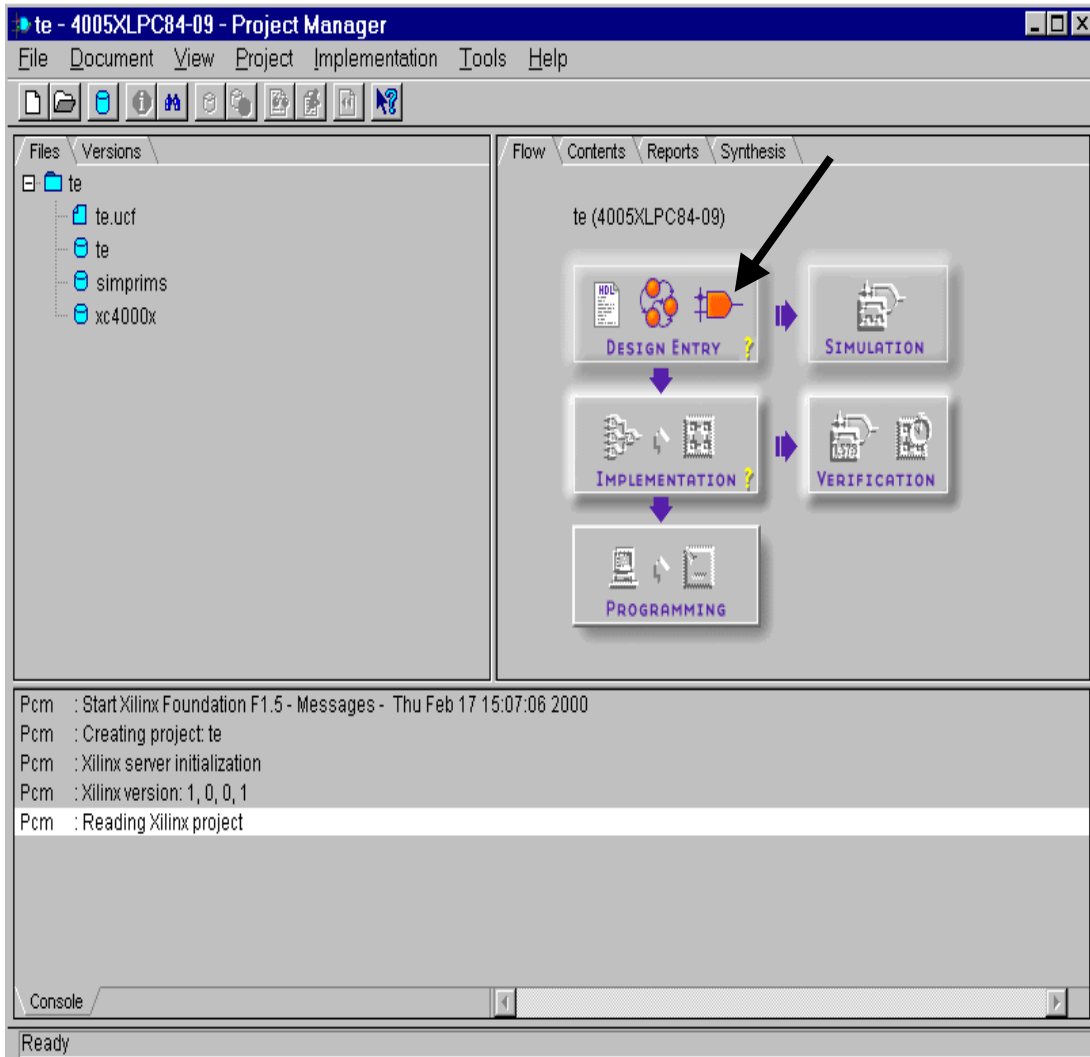 te - 4005XLPC84-09 - Project Manager
File Document View Project Implementation Tools Help
Files Versions
te
te.ucf
te
simprims
xc4000x
Flow Contents Reports Synthesis
te (4005XLPC84-09)
HDL
DESIGN ENTRY ?
SIMULATION
IMPLEMENTATION ?
VERIFICATION
PROGRAMMING
Pcm : Start Xilinx Foundation F1.5 - Messages - Thu Feb 17 15:07:06 2000
Pcm : Creating project: te
Pcm : Xilinx server initialization
Pcm : Xilinx version: 1, 0, 0, 1
Pcm : Reading Xilinx project
Console
Ready